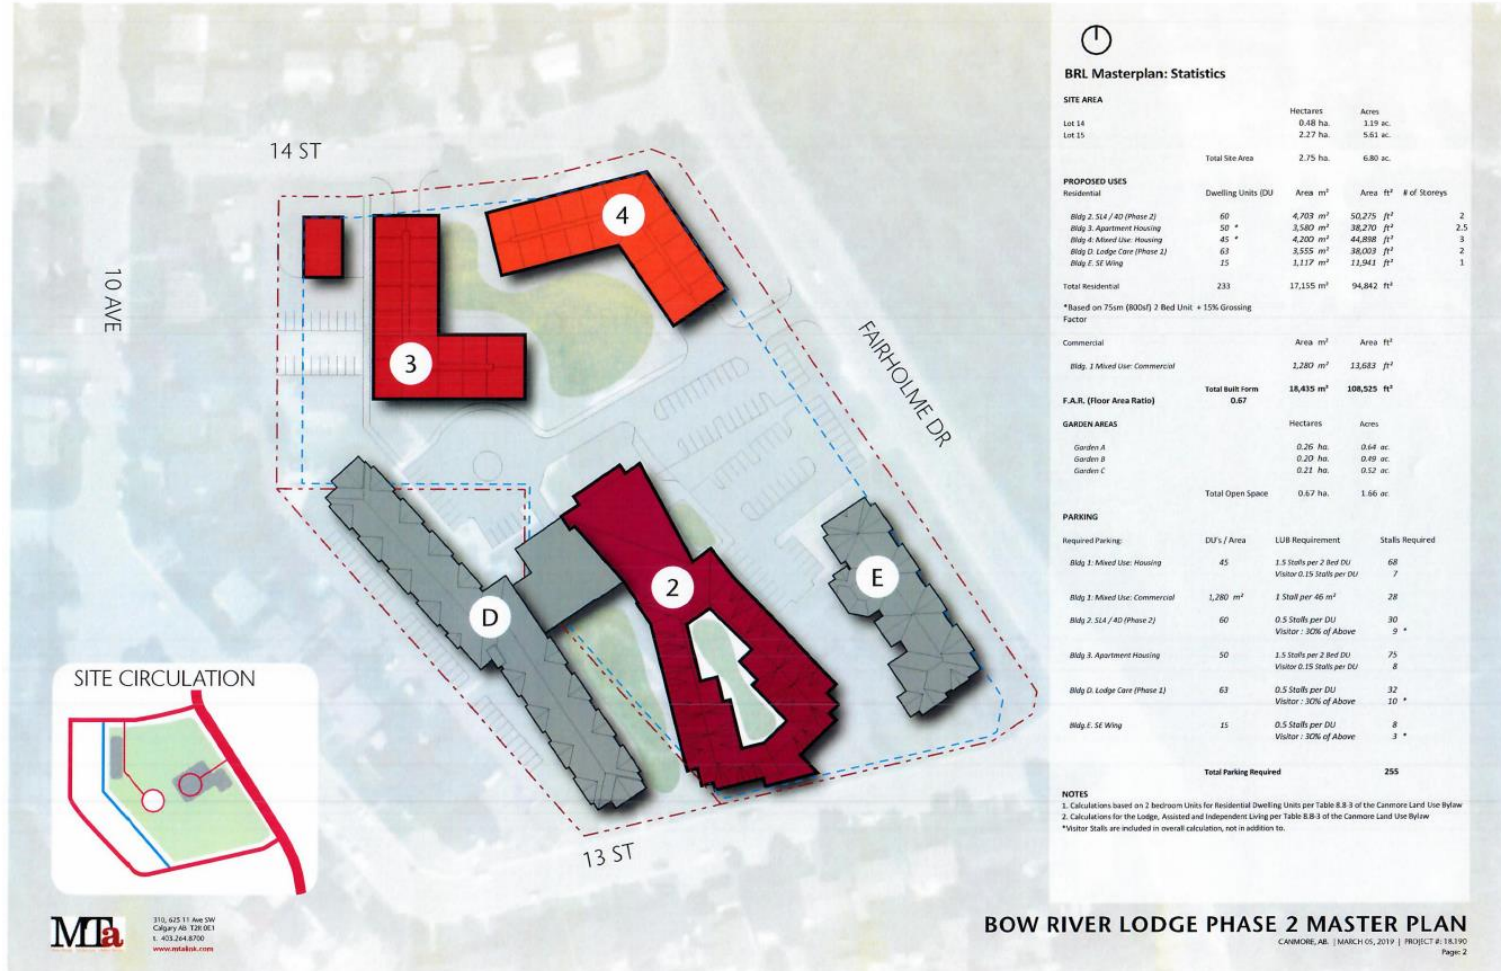 14 ST
10 AVE
FAIRHOLME DR
13 ST
4
3
2
D
E
SITE CIRCULATION
MTa
310, 625 11 Ave SW
Calgary AB T2R 0E1
t. 403.264.8700
www.mtalink.com
BRL Masterplan: Statistics
SITE AREA
Hectares Acres
Lot 14 0.48 ha. 1.19 ac.
Lot 15 2.27 ha. 5.61 ac.
Total Site Area 2.75 ha. 6.80 ac.
PROPOSED USES
Residential Dwelling Units (DU Area m² Area ft² # of Storeys
Bldg 2. SL4 / 4D (Phase 2) 60 4,703 m² 50,275 ft² 2
Bldg 3. Apartment Housing 50 * 3,580 m² 38,270 ft² 2.5
Bldg 4: Mixed Use: Housing 45 * 4,200 m² 44,898 ft² 3
Bldg D. Lodge Care (Phase 1) 63 3,555 m² 38,003 ft² 2
Bldg E. SE Wing 15 1,117 m² 11,941 ft² 1
Total Residential 233 17,155 m² 94,842 ft²
*Based on 75sm (800sf) 2 Bed Unit + 15% Grossing
Factor
Commercial Area m² Area ft²
Bldg. 1 Mixed Use: Commercial 1,280 m² 13,683 ft²
Total Built Form 18,435 m² 108,525 ft²
F.A.R. (Floor Area Ratio) 0.67
GARDEN AREAS Hectares Acres
Garden A 0.26 ha. 0.64 ac.
Garden B 0.20 ha. 0.49 ac.
Garden C 0.21 ha. 0.52 ac.
Total Open Space 0.67 ha. 1.66 ac
PARKING
Required Parking: DU's / Area LUB Requirement Stalls Required
Bldg 1: Mixed Use: Housing 45 1.5 Stalls per 2 Bed DU 68
Visitor 0.15 Stalls per DU 7
Bldg 1: Mixed Use: Commercial 1,280 m² 1 Stall per 46 m² 28
Bldg 2. SL4 / 4D (Phase 2) 60 0.5 Stalls per DU 30
Visitor : 30% of Above 9 *
Bldg 3. Apartment Housing 50 1.5 Stalls per 2 Bed DU 75
Visitor 0.15 Stalls per DU 8
Bldg D. Lodge Care (Phase 1) 63 0.5 Stalls per DU 32
Visitor : 30% of Above 10 *
Bldg.E. SE Wing 15 0.5 Stalls per DU 8
Visitor : 30% of Above 3 *
Total Parking Required 255
NOTES
1. Calculations based on 2 bedroom Units for Residential Dwelling Units per Table 8.8-3 of the Canmore Land Use Bylaw
2. Calculations for the Lodge, Assisted and Independent Living per Table 8.8-3 of the Canmore Land Use Bylaw
*Visitor Stalls are included in overall calculation, not in addition to.
BOW RIVER LODGE PHASE 2 MASTER PLAN
CANMORE, AB. | MARCH 05, 2019 | PROJECT #: 18.190
Page: 2